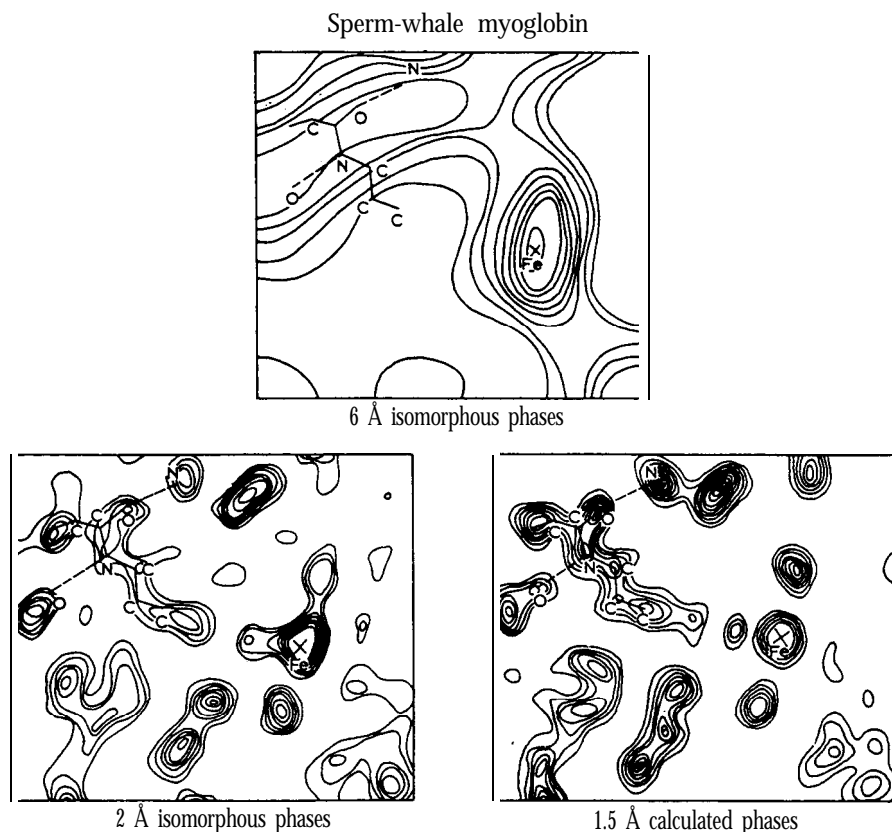 Sperm-whale myoglobin
N
O
C
N
C
O
C
C
Fe
6 Å isomorphous phases
N
C
O
C
N
C
O
C
C
Fe
N
C
O
C
N
C
O
C
C
Fe
2 Å isomorphous phases
1.5 Å calculated phases